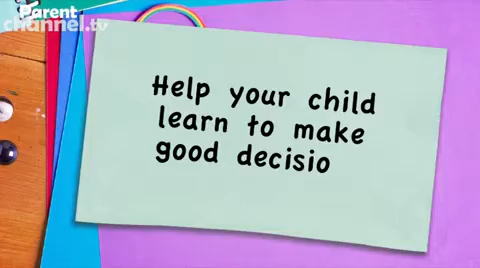 Parent
channel.tv
Help your child
learn to make
good decisio